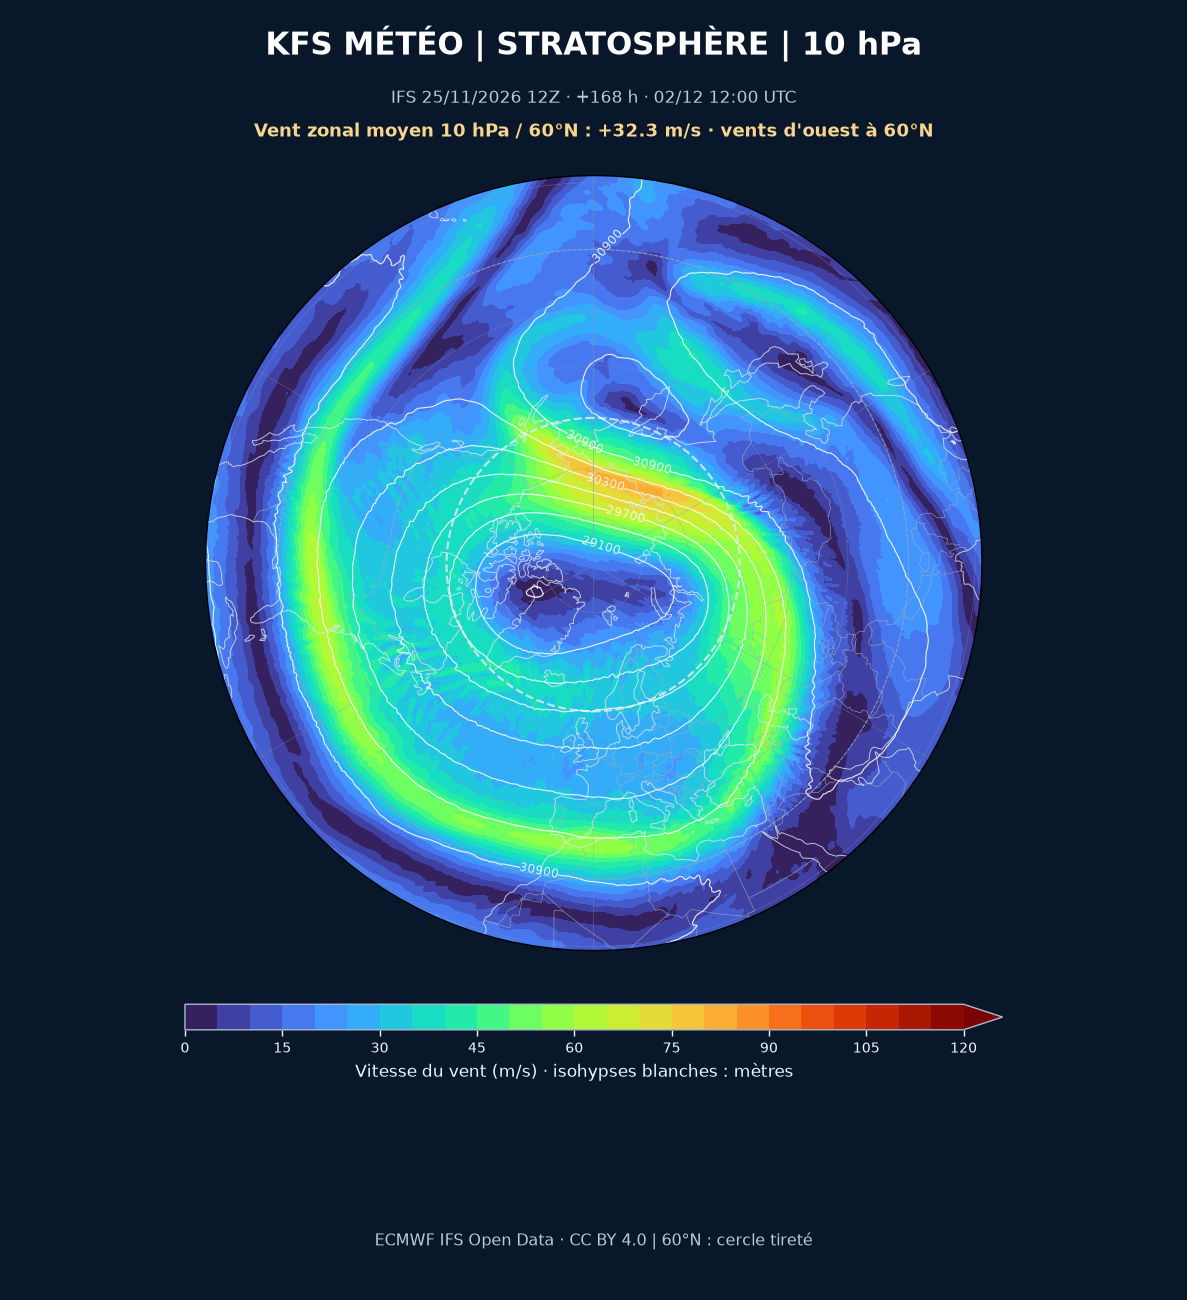 KFS MÉTÉO | STRATOSPHÈRE | 10 hPa
IFS 25/11/2026 12Z · +168 h · 02/12 12:00 UTC
Vent zonal moyen 10 hPa / 60°N : +32.3 m/s · vents d'ouest à 60°N
30900
30900
30900
30300
29700
29100
30900
0 15 30 45 60 75 90 105 120
Vitesse du vent (m/s) · isohypses blanches : mètres
ECMWF IFS Open Data · CC BY 4.0 | 60°N : cercle tireté